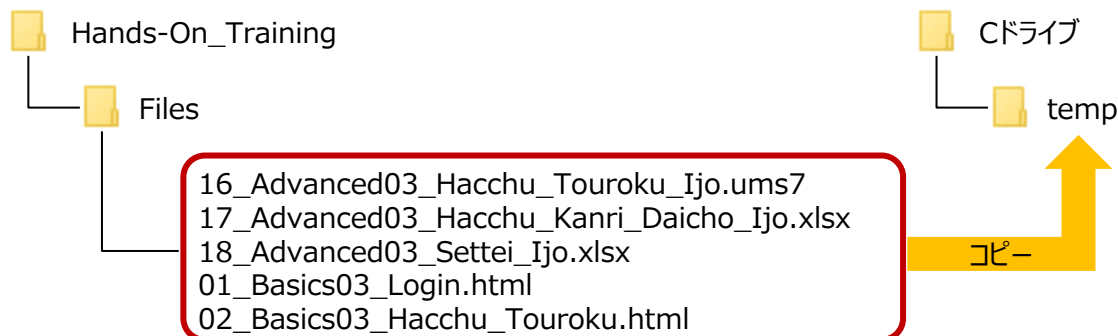 Hands-On_Training
Files
16_Advanced03_Hacchu_Touroku_Ijo.ums7
17_Advanced03_Hacchu_Kanri_Daicho_Ijo.xlsx
18_Advanced03_Settei_Ijo.xlsx
01_Basics03_Login.html
02_Basics03_Hacchu_Touroku.html
コピー
Cドライブ
temp